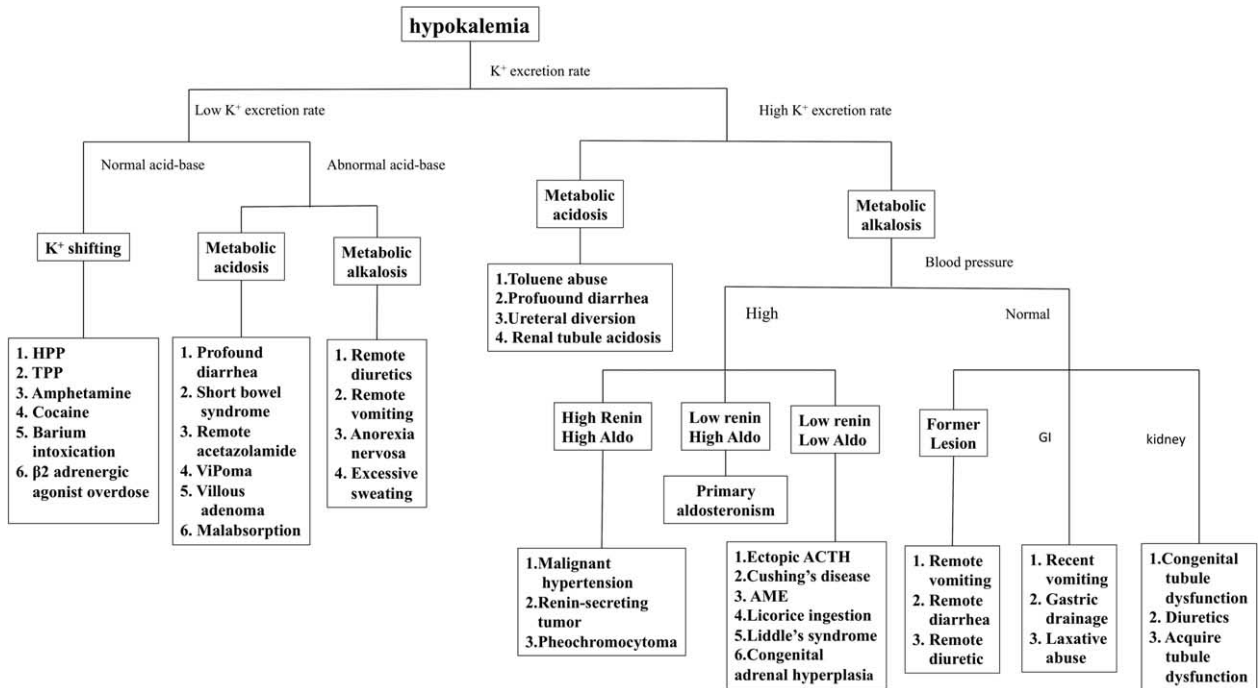 hypokalemia
K⁺ excretion rate
Low K⁺ excretion rate
High K⁺ excretion rate
Normal acid-base
Abnormal acid-base
K⁺ shifting
1. HPP
2. TPP
3. Amphetamine
4. Cocaine
5. Barium
intoxication
6. β2 adrenergic
agonist overdose
Metabolic
acidosis
1. Profound
diarrhea
2. Short bowel
syndrome
3. Remote
acetazolamide
4. ViPoma
5. Villous
adenoma
6. Malabsorption
Metabolic
alkalosis
1. Remote
diuretics
2. Remote
vomiting
3. Anorexia
nervosa
4. Excessive
sweating
Metabolic
acidosis
1.Toluene abuse
2.Profuound diarrhea
3.Ureteral diversion
4. Renal tubule acidosis
Metabolic
alkalosis
Blood pressure
High
Normal
High Renin
High Aldo
1.Malignant
hypertension
2.Renin-secreting
tumor
3.Pheochromocytoma
Low renin
High Aldo
Primary
aldosteronism
Low renin
Low Aldo
1.Ectopic ACTH
2.Cushing's disease
3. AME
4.Licorice ingestion
5.Liddle's syndrome
6.Congenital
adrenal hyperplasia
Former
Lesion
1. Remote
vomiting
2. Remote
diarrhea
3. Remote
diuretic
GI
1. Recent
vomiting
2. Gastric
drainage
3. Laxative
abuse
kidney
1.Congenital
tubule
dysfunction
2. Diuretics
3. Acquire
tubule
dysfunction